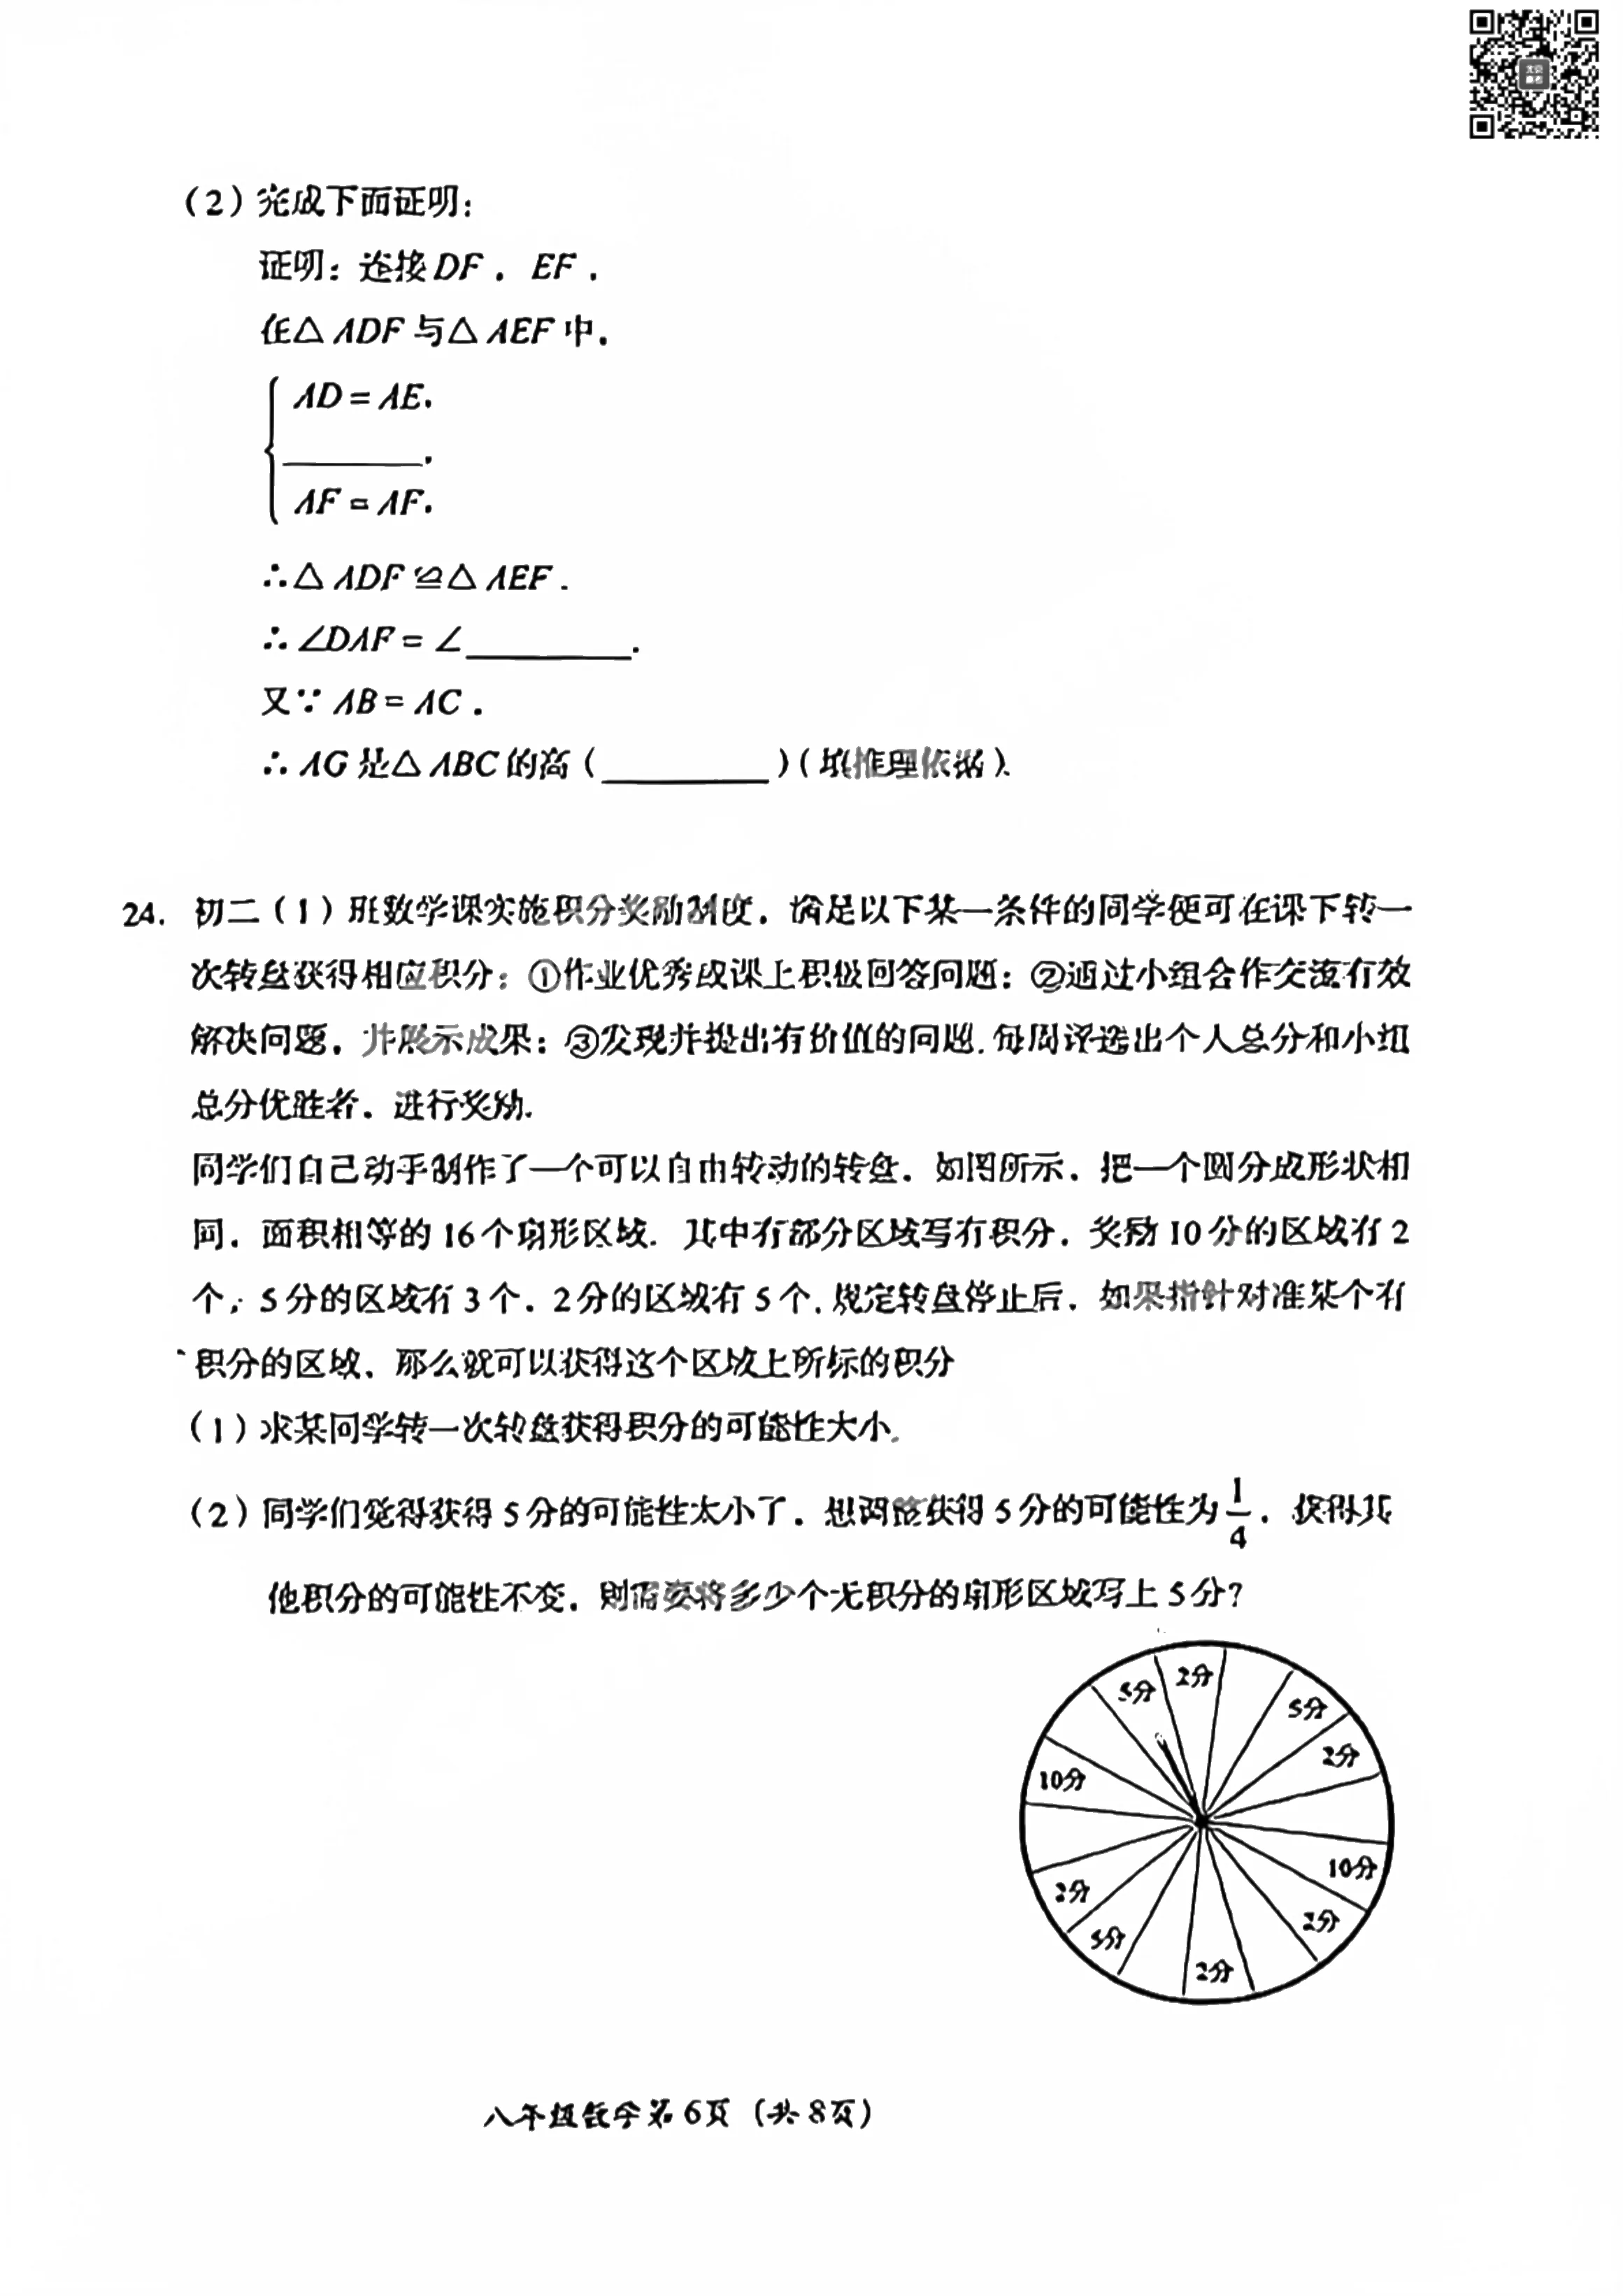 （2）完成下面证明：
证明：连接DF，EF．
在△ADF与△AEF中，
AD = AE,
________,
AF = AF,
∴△ADF≌△AEF．
∴∠DAF = ∠________.
又∵AB = AC．
∴AG是△ABC的高（________）（填推理依据）.
24. 初二（1）班数学课实施积分奖励制度，满足以下某一条件的同学便可在课下转一
次转盘获得相应积分：①作业优秀或课上积极回答问题；②通过小组合作交流有效
解决问题，并展示成果；③发现并提出有价值的问题.每周评选出个人总分和小组
总分优胜者，进行奖励.
同学们自己动手制作了一个可以自由转动的转盘，如图所示，把一个圆分成形状相
同，面积相等的16个扇形区域. 其中有部分区域写有积分，奖励10分的区域有2
个，5分的区域有3个，2分的区域有5个.规定转盘停止后，如果指针对准某个有
积分的区域，那么就可以获得这个区域上所标的积分
（1）求某同学转一次转盘获得积分的可能性大小.
（2）同学们觉得获得5分的可能性太小了，想调整获得5分的可能性为1/4，获得其
他积分的可能性不变，则需要将多少个无积分的扇形区域写上5分？
5分
2分
5分
2分
10分
10分
2分
2分
5分
2分
八年级数学第6页（共8页）